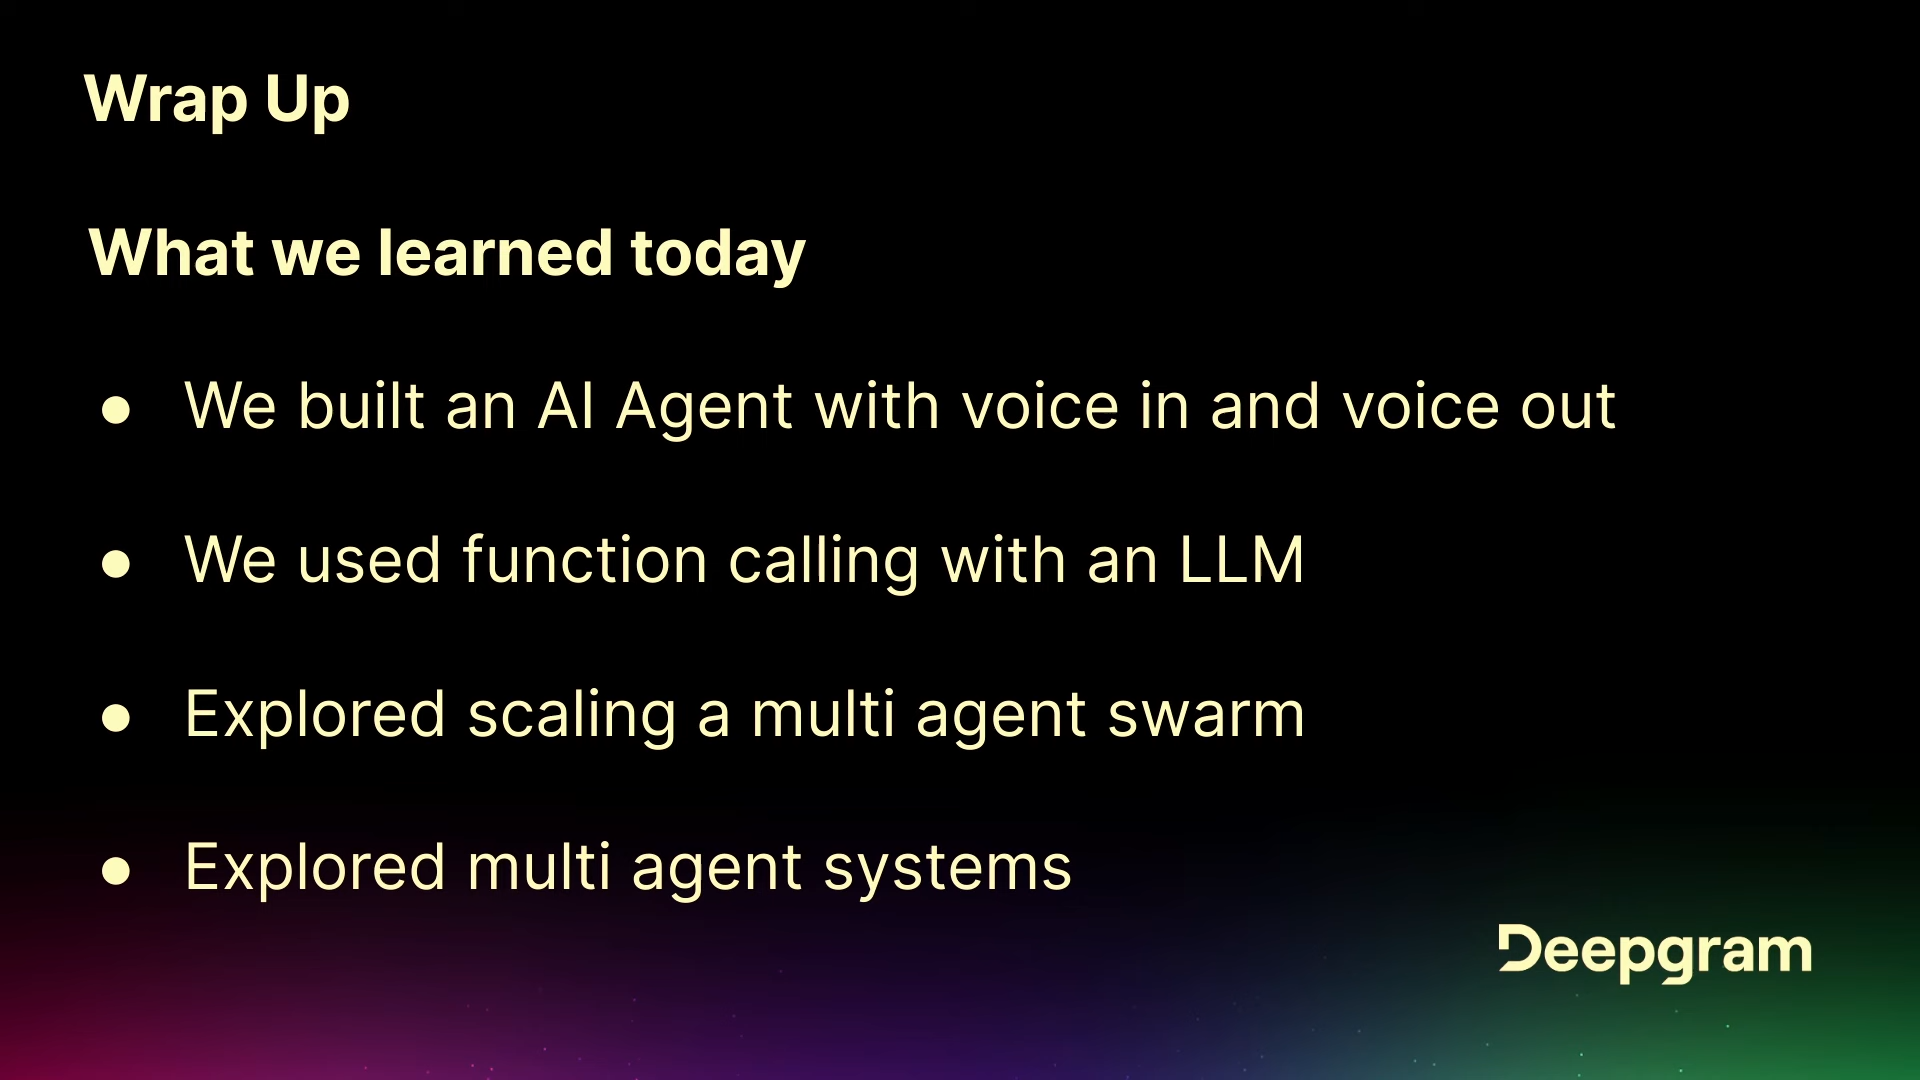 Wrap Up
What we learned today
● We built an AI Agent with voice in and voice out
● We used function calling with an LLM
● Explored scaling a multi agent swarm
● Explored multi agent systems
Deepgram